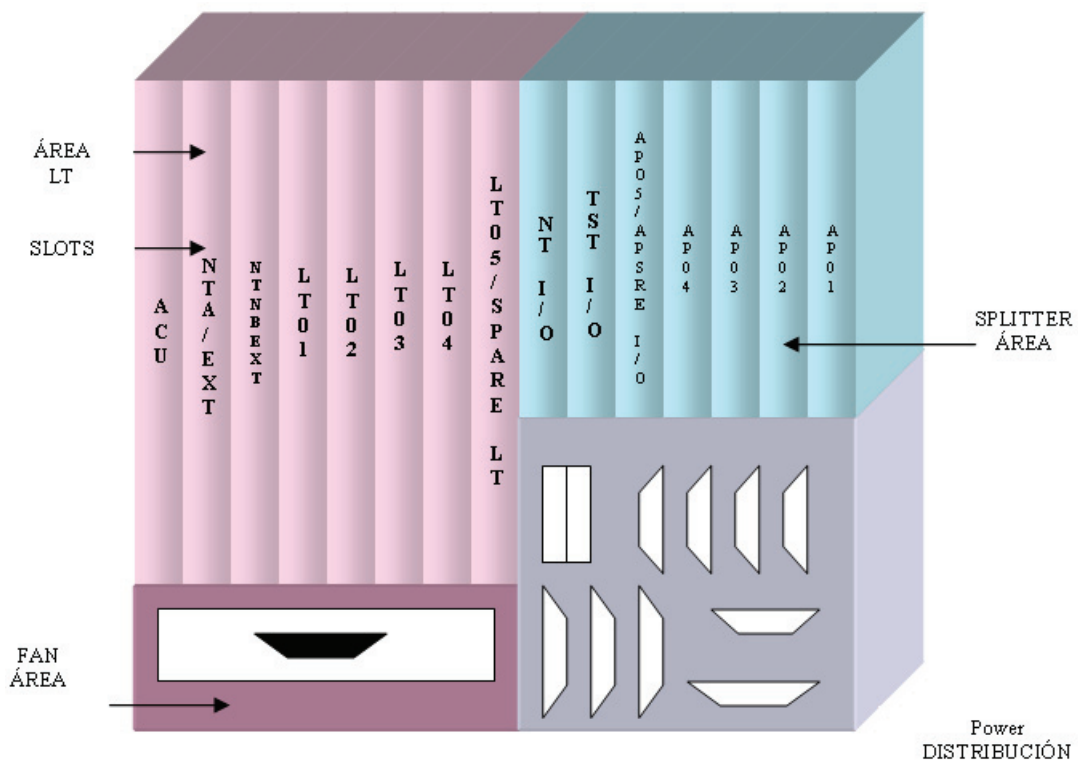 ÁREA
LT
SLOTS
ACU
NTA/EXT
NTNBEXT
LT01
LT02
LT03
LT04
LT05/SPARE LT
NT I/O
TST I/O
AP05/APSRE I/O
AP04
AP03
AP02
AP01
SPLITTER
ÁREA
FAN
ÁREA
Power
DISTRIBUCIÓN